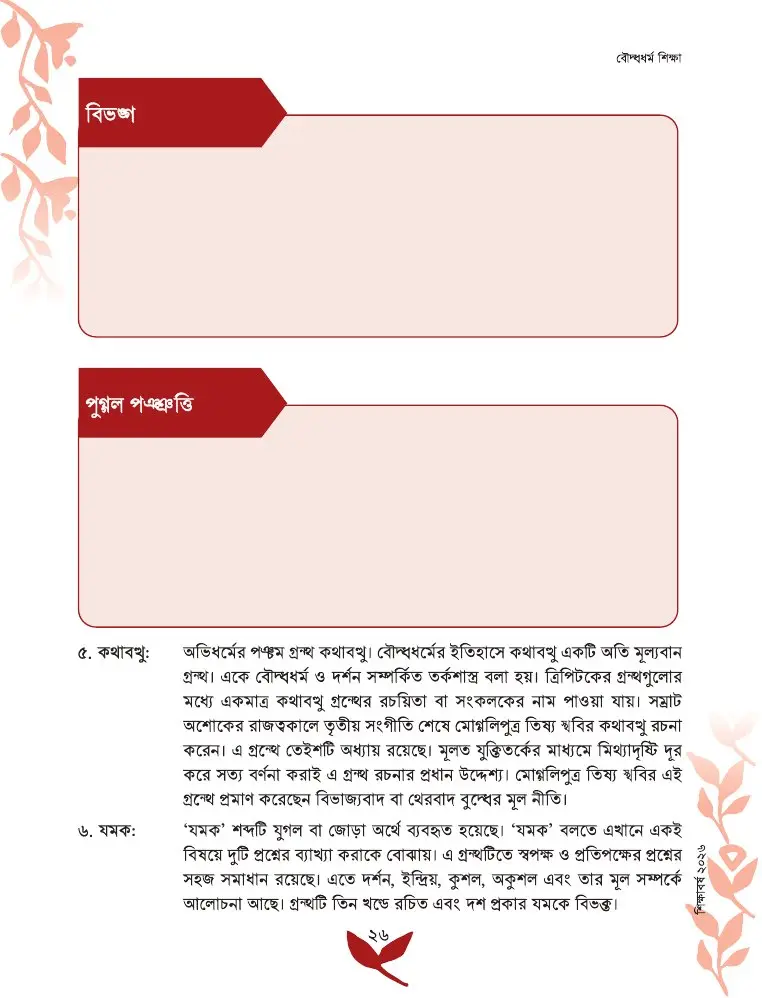 বৌদ্ধধর্ম শিক্ষা
বিভঙ্গ
পুগ্গল পঞ্ঞত্তি
৫. কথাবত্থু: অভিধর্মের পঞ্চম গ্রন্থ কথাবত্থু। বৌদ্ধধর্মের ইতিহাসে কথাবত্থু একটি অতি মূল্যবান
গ্রন্থ। একে বৌদ্ধধর্ম ও দর্শন সম্পর্কিত তর্কশাস্ত্র বলা হয়। ত্রিপিটকের গ্রন্থগুলোর
মধ্যে একমাত্র কথাবত্থু গ্রন্থের রচয়িতা বা সংকলকের নাম পাওয়া যায়। সম্রাট
অশোকের রাজত্বকালে তৃতীয় সংগীতি শেষে মোগ্গলিপুত্র তিষ্য স্থবির কথাবত্থু রচনা
করেন। এ গ্রন্থে তেইশটি অধ্যায় রয়েছে। মূলত যুক্তিতর্কের মাধ্যমে মিথ্যাদৃষ্টি দূর
করে সত্য বর্ণনা করাই এ গ্রন্থ রচনার প্রধান উদ্দেশ্য। মোগ্গলিপুত্র তিষ্য স্থবির এই
গ্রন্থে প্রমাণ করেছেন বিভাজ্যবাদ বা থেরবাদ বুদ্ধের মূল নীতি।
৬. যমক: ‘যমক’ শব্দটি যুগল বা জোড়া অর্থে ব্যবহৃত হয়েছে। ‘যমক’ বলতে এখানে একই
বিষয়ে দুটি প্রশ্নের ব্যাখ্যা করাকে বোঝায়। এ গ্রন্থটিতে স্বপক্ষ ও প্রতিপক্ষের প্রশ্নের
সহজ সমাধান রয়েছে। এতে দর্শন, ইন্দ্রিয়, কুশল, অকুশল এবং তার মূল সম্পর্কে
আলোচনা আছে। গ্রন্থটি তিন খণ্ডে রচিত এবং দশ প্রকার যমকে বিভক্ত।
শিক্ষাবর্ষ ২০২৬
২৬